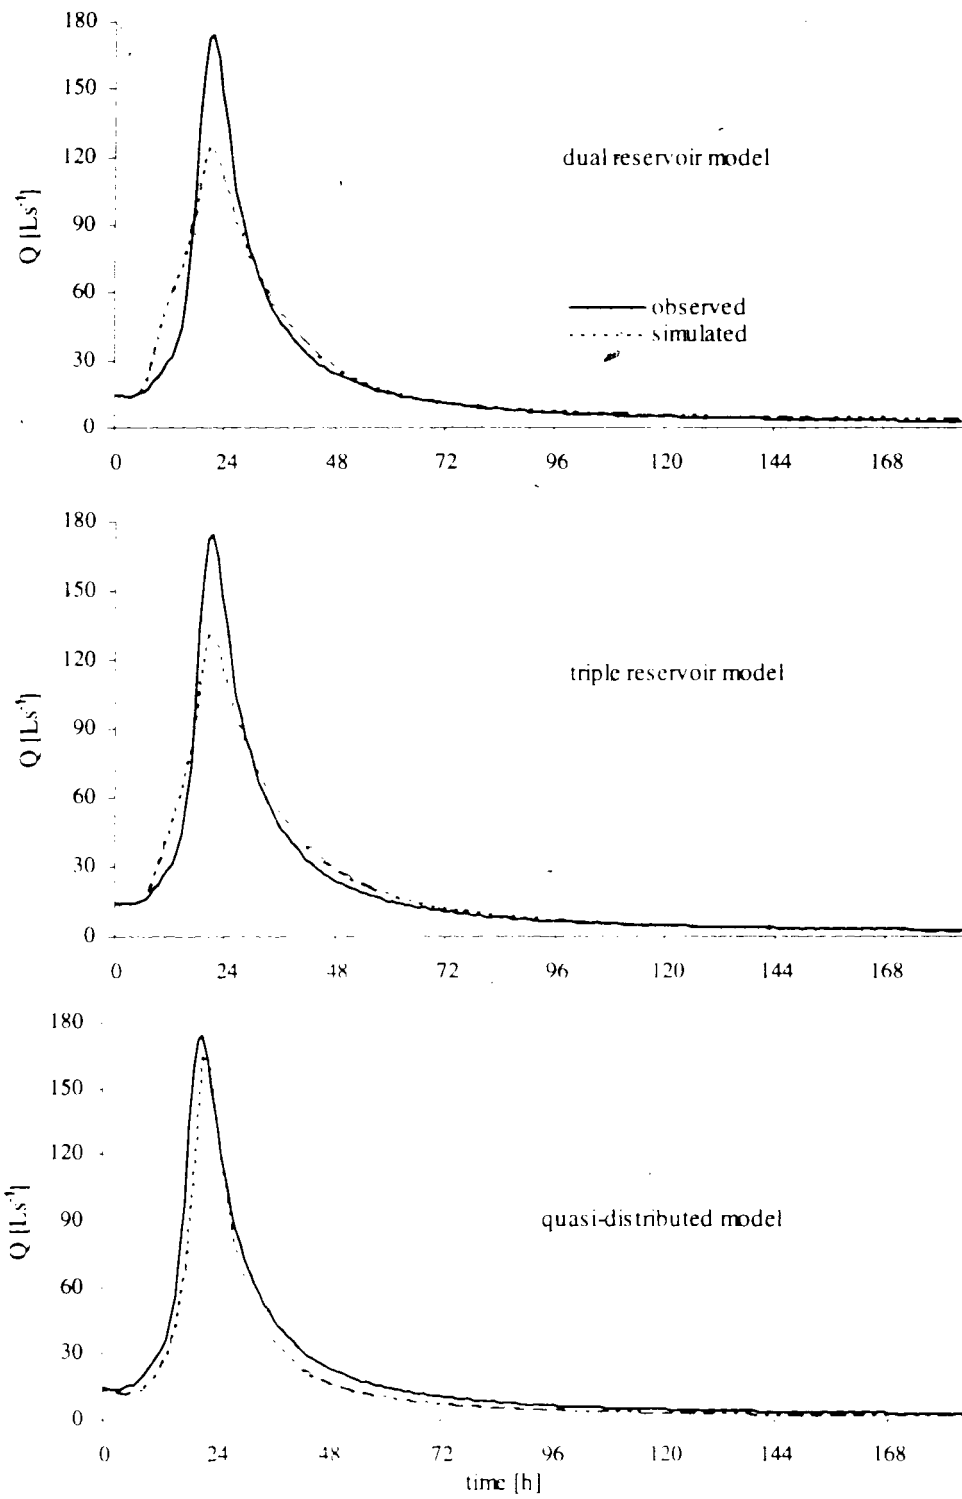 180
150
120
90
60
30
0
Q [Ls⁻¹]
dual reservoir model
observed
simulated
0 24 48 72 96 120 144 168
180
150
120
90
60
30
0
Q [Ls⁻¹]
triple reservoir model
0 24 48 72 96 120 144 168
180
150
120
90
60
30
0
Q [Ls⁻¹]
quasi-distributed model
0 24 48 72 96 120 144 168
time [h]